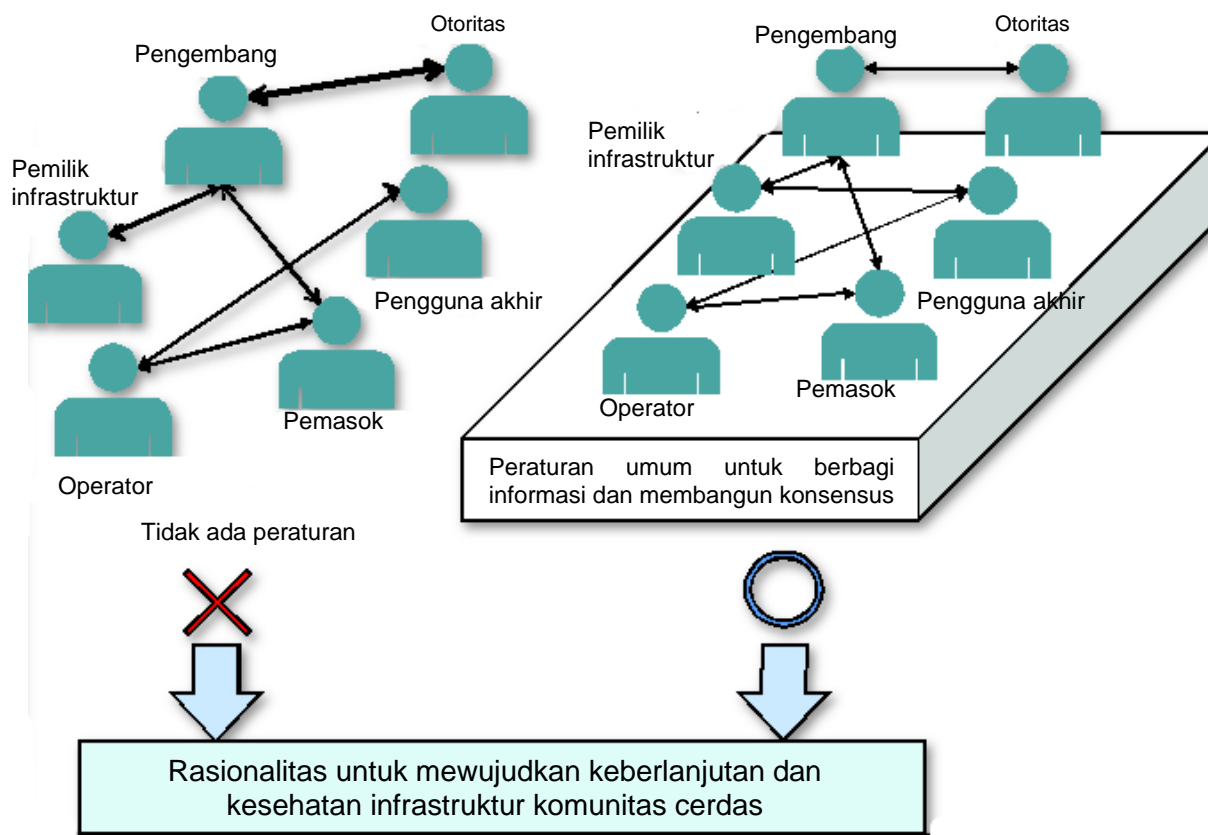 Otoritas
Pengembang
Pemilik
infrastruktur
Pengguna akhir
Pemasok
Operator
Tidak ada peraturan
Otoritas
Pengembang
Pemilik
infrastruktur
Pengguna akhir
Pemasok
Operator
Peraturan umum untuk berbagi
informasi dan membangun konsensus
Rasionalitas untuk mewujudkan keberlanjutan dan
kesehatan infrastruktur komunitas cerdas